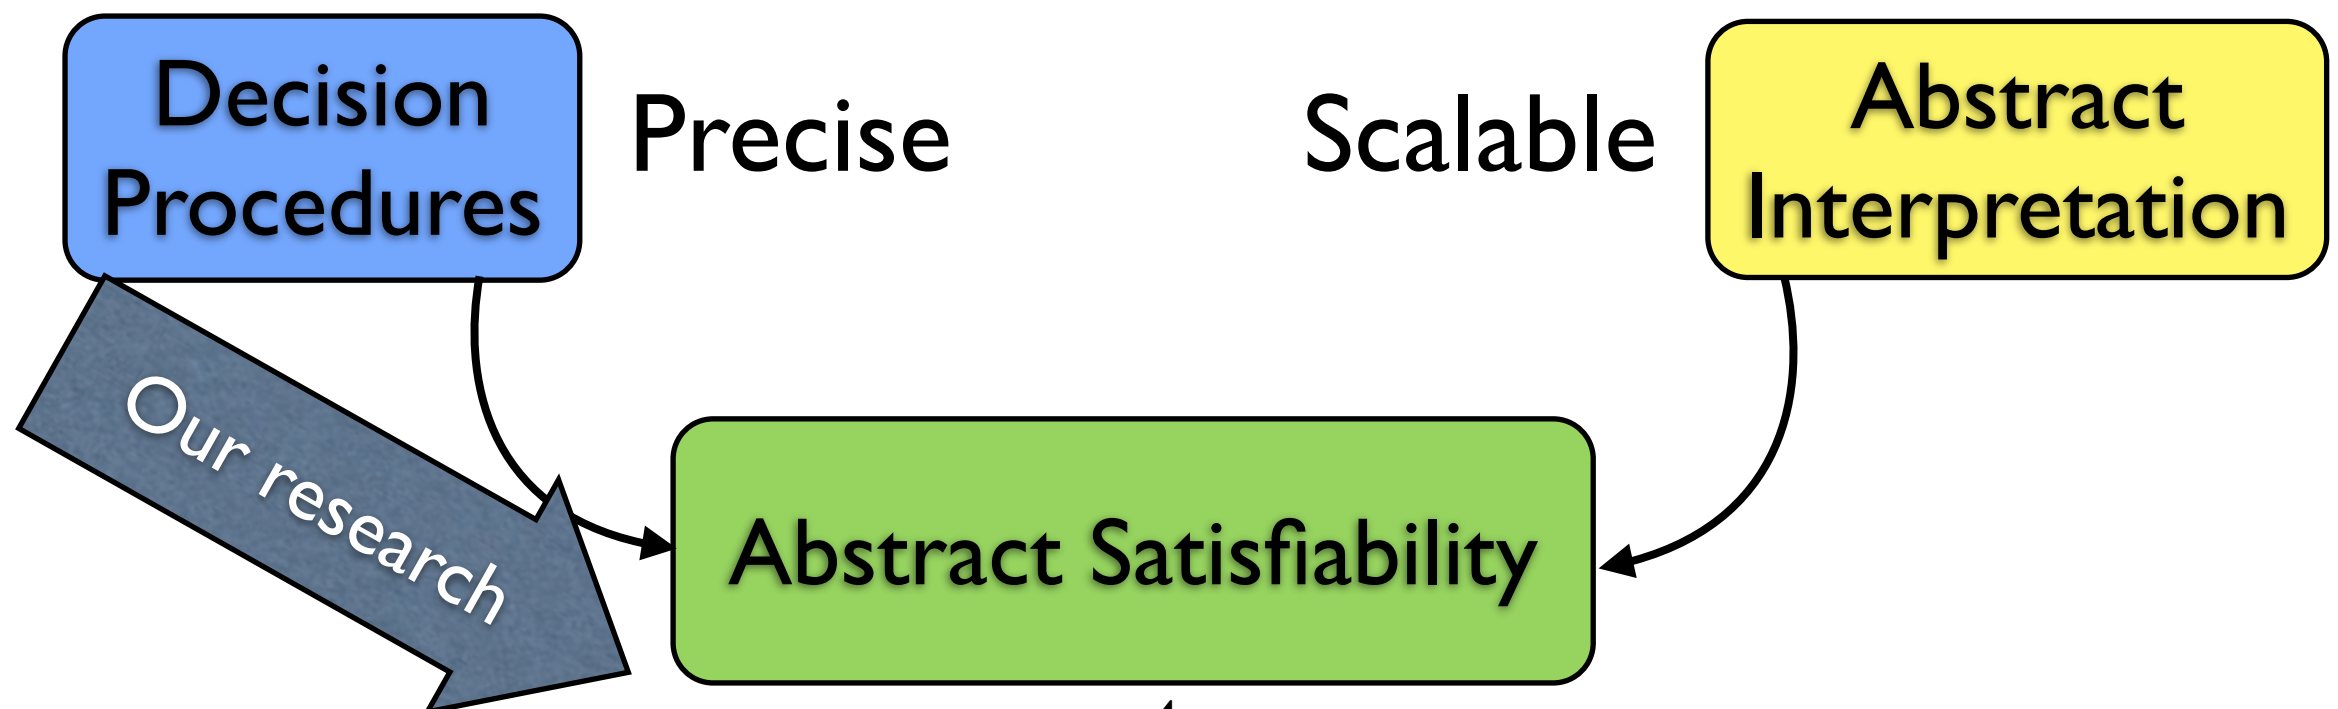 Decision
Procedures
Precise
Scalable
Abstract
Interpretation
Our research
Abstract Satisfiability